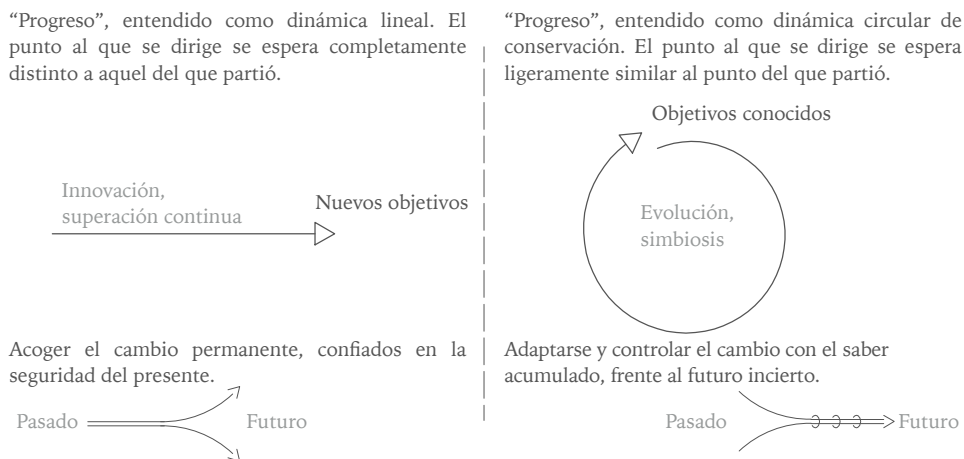 “Progreso”, entendido como dinámica lineal. El
punto al que se dirige se espera completamente
distinto a aquel del que partió.
Innovación,
superación continua
Nuevos objetivos
Acoger el cambio permanente, confiados en la
seguridad del presente.
Pasado
Futuro
“Progreso”, entendido como dinámica circular de
conservación. El punto al que se dirige se espera
ligeramente similar al punto del que partió.
Objetivos conocidos
Evolución,
simbiosis
Adaptarse y controlar el cambio con el saber
acumulado, frente al futuro incierto.
Pasado
Futuro